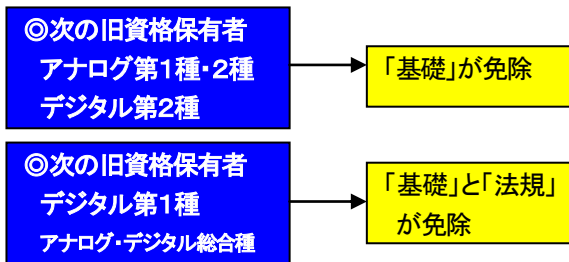 ◎次の旧資格保有者
アナログ第1種・2種
デジタル第2種
「基礎」が免除
◎次の旧資格保有者
デジタル第1種
アナログ・デジタル総合種
「基礎」と「法規」
が免除